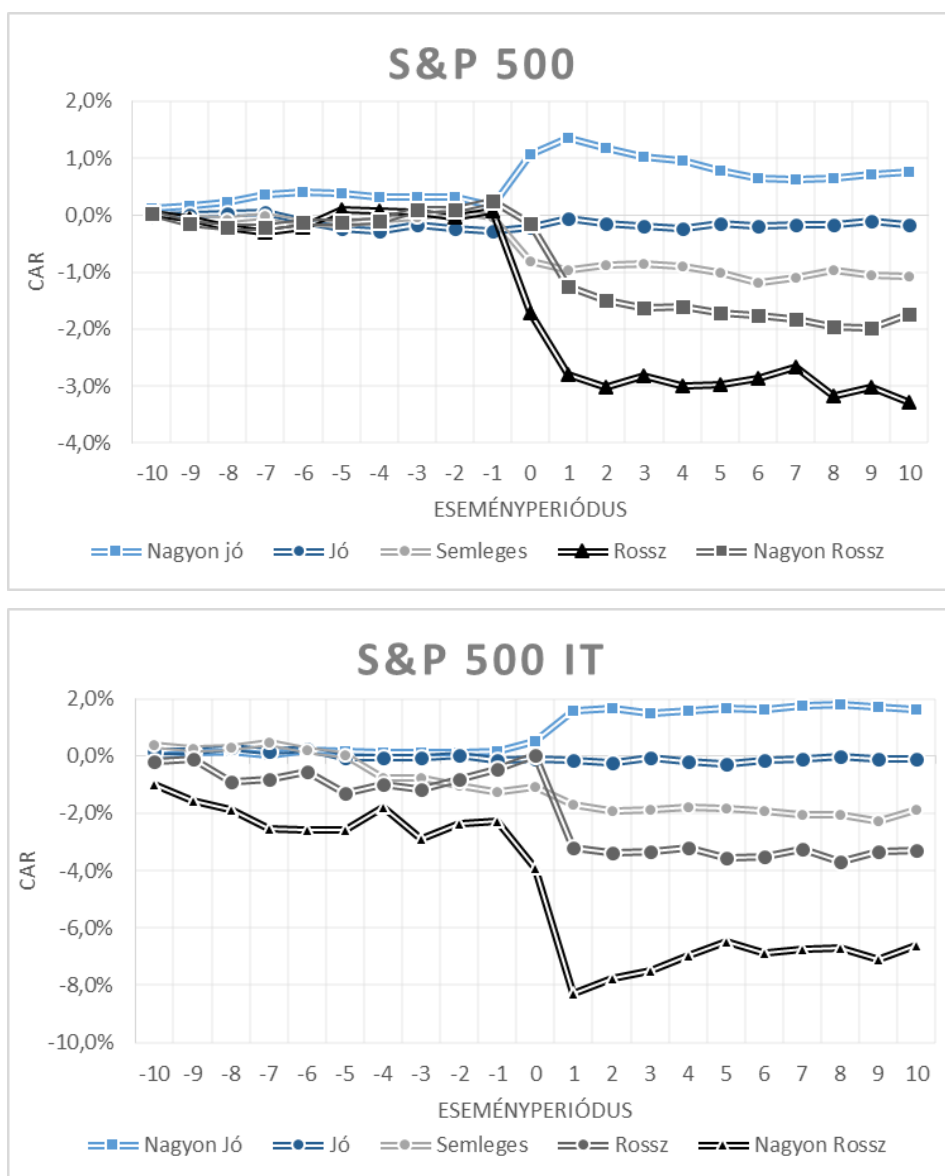 S&P 500
2,0%
1,0%
0,0%
-1,0%
-2,0%
-3,0%
-4,0%
CAR
-10 -9 -8 -7 -6 -5 -4 -3 -2 -1 0 1 2 3 4 5 6 7 8 9 10
ESEMÉNYPERIÓDUS
Nagyon jó Jó Semleges Rossz Nagyon Rossz
S&P 500 IT
2,0%
0,0%
-2,0%
-4,0%
-6,0%
-8,0%
-10,0%
CAR
-10 -9 -8 -7 -6 -5 -4 -3 -2 -1 0 1 2 3 4 5 6 7 8 9 10
ESEMÉNYPERIÓDUS
Nagyon Jó Jó Semleges Rossz Nagyon Rossz